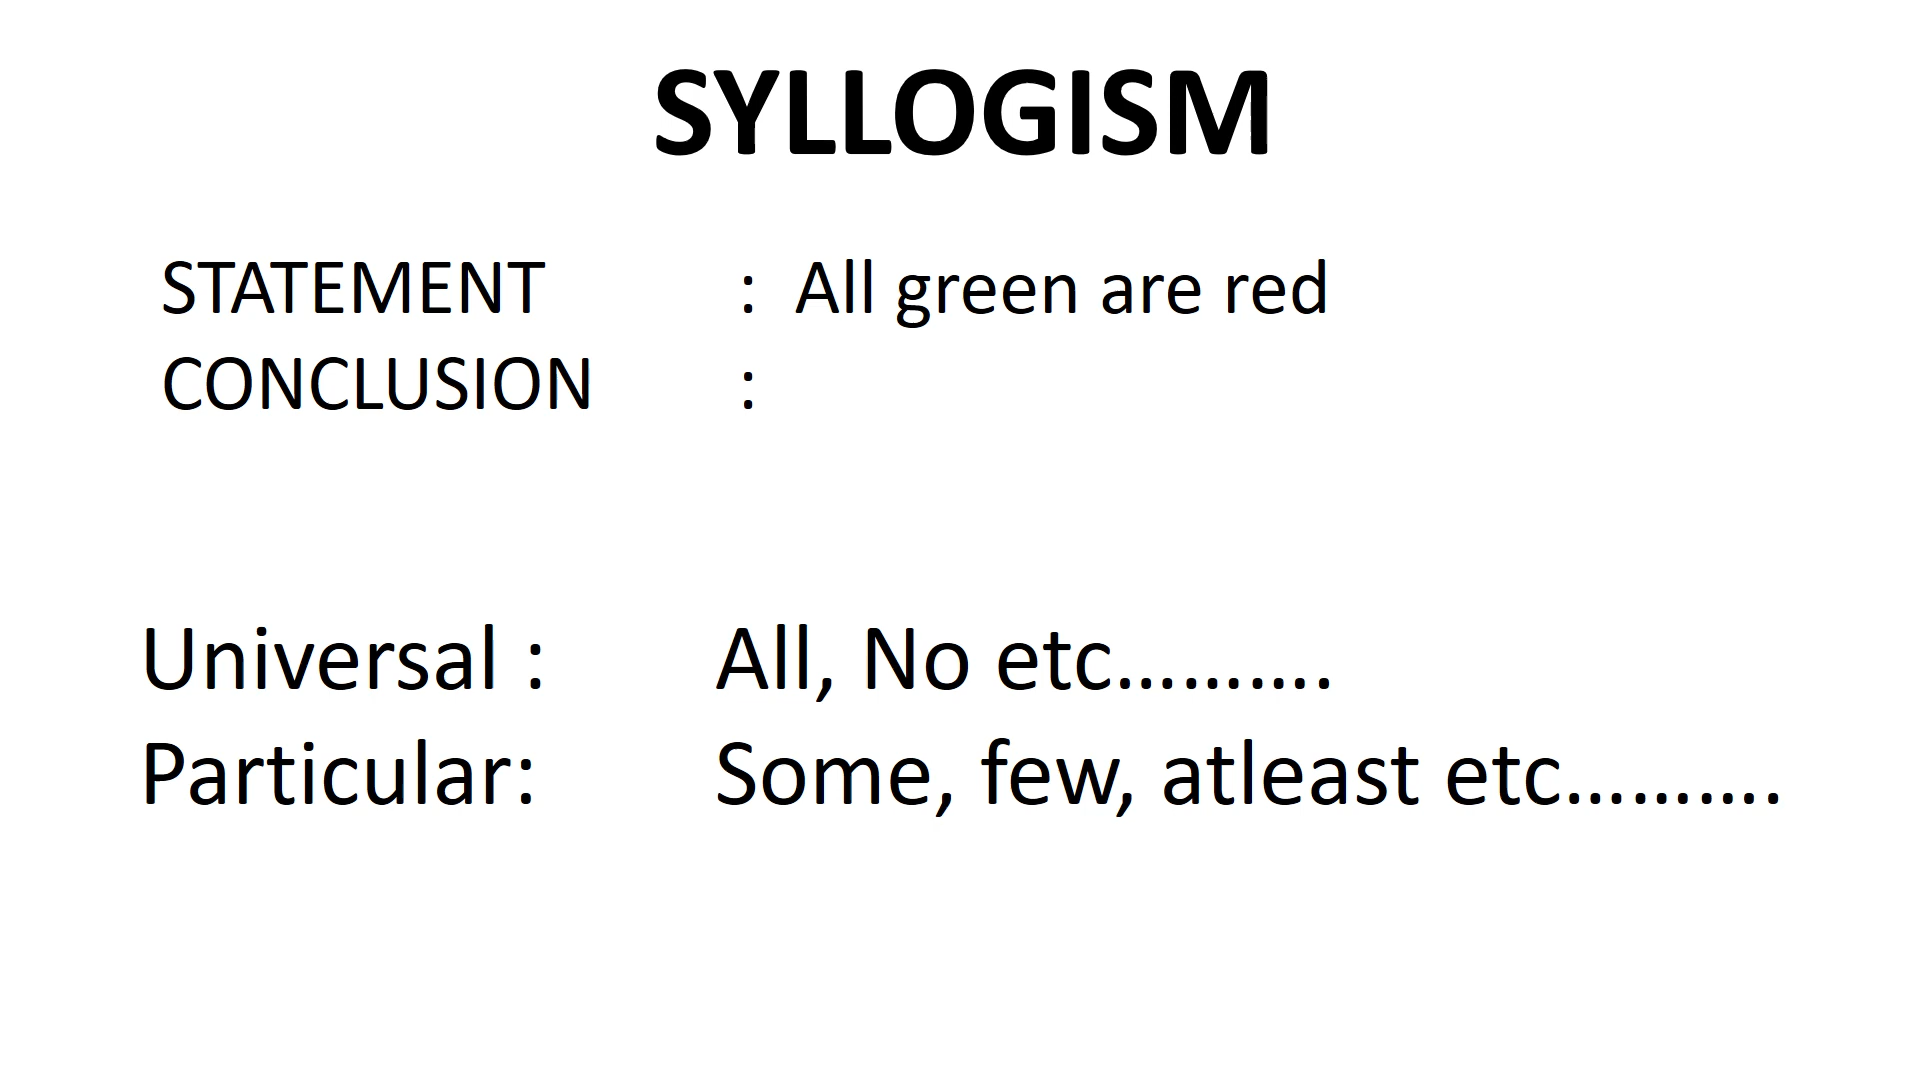 SYLLOGISM
STATEMENT : All green are red
CONCLUSION :
Universal : All, No etc……….
Particular: Some, few, atleast etc……….